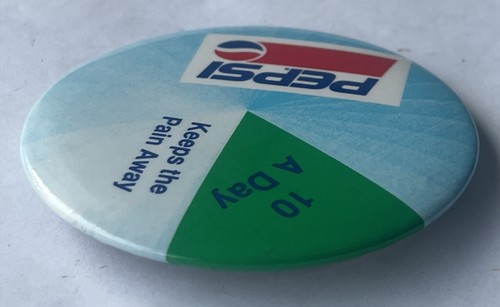 PEPSI
10
A Day
Keeps the
Pain Away